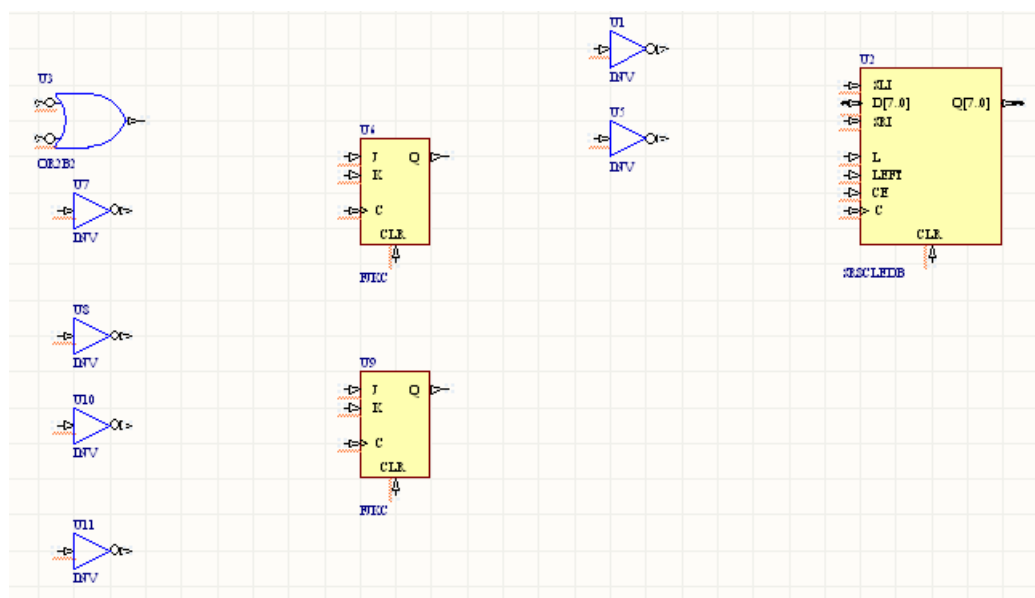 U1
INV
U2
SLI
D[7..0] Q[7..0]
SRI
L
LEFT
CE
C
CLR
SR8CLEDB
U3
OR2B2
U5
INV
U6
J Q
K
C
CLR
FJKC
U7
INV
U8
INV
U9
J Q
K
C
CLR
FJKC
U10
INV
U11
INV